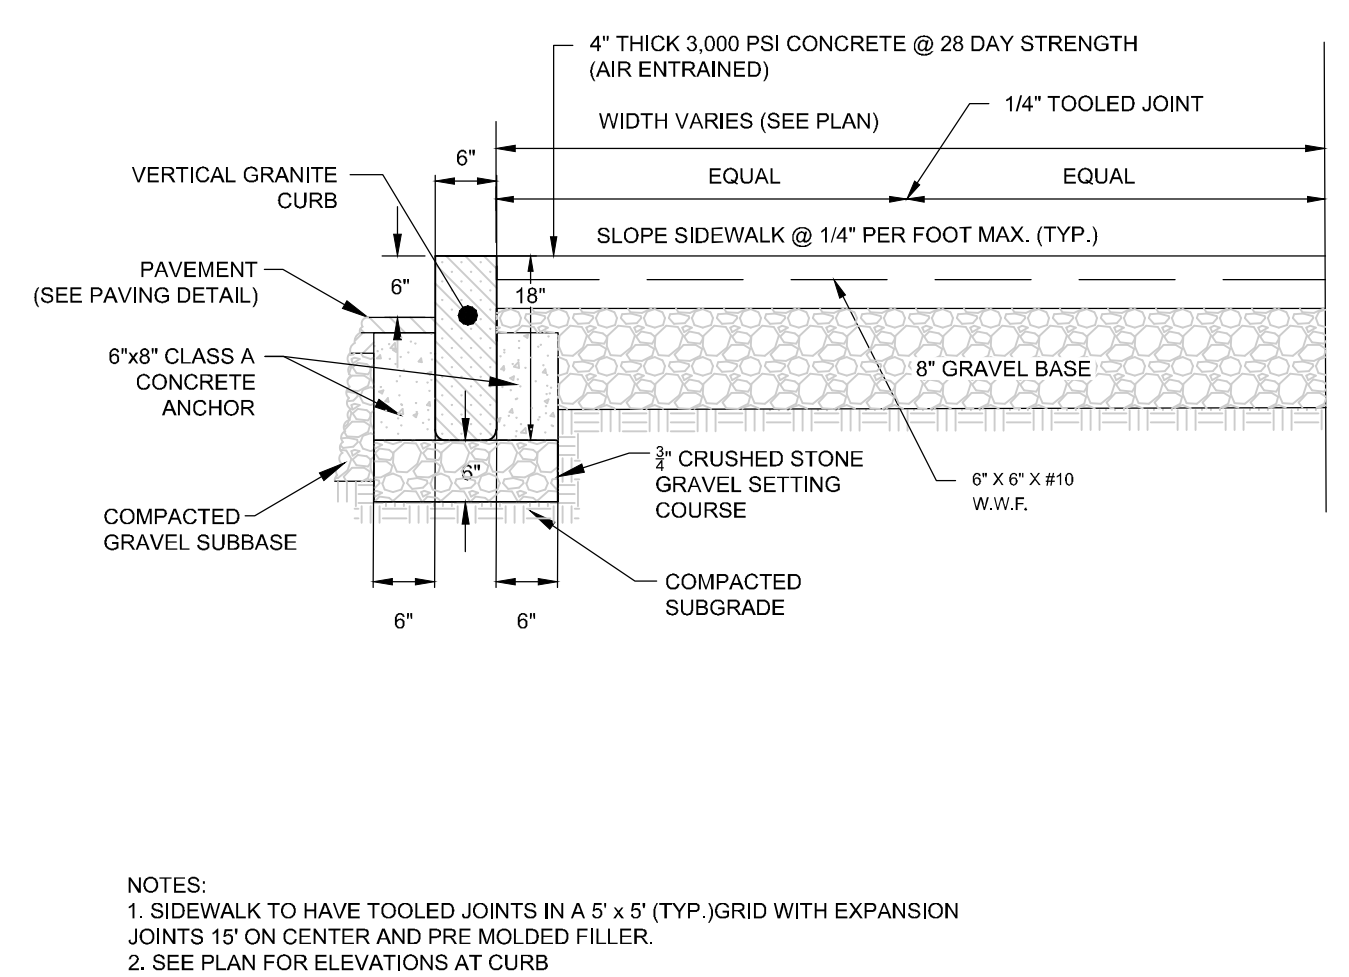 4" THICK 3,000 PSI CONCRETE @ 28 DAY STRENGTH
(AIR ENTRAINED)
1/4" TOOLED JOINT
WIDTH VARIES (SEE PLAN)
6"
VERTICAL GRANITE
CURB
EQUAL
EQUAL
SLOPE SIDEWALK @ 1/4" PER FOOT MAX. (TYP.)
PAVEMENT
(SEE PAVING DETAIL)
6"
18"
6"x8" CLASS A
CONCRETE
ANCHOR
8" GRAVEL BASE
6"
3/4" CRUSHED STONE
GRAVEL SETTING
COURSE
6" X 6" X #10
W.W.F.
COMPACTED
GRAVEL SUBBASE
COMPACTED
SUBGRADE
6"
6"
NOTES:
1. SIDEWALK TO HAVE TOOLED JOINTS IN A 5' x 5' (TYP.)GRID WITH EXPANSION
JOINTS 15' ON CENTER AND PRE MOLDED FILLER.
2. SEE PLAN FOR ELEVATIONS AT CURB